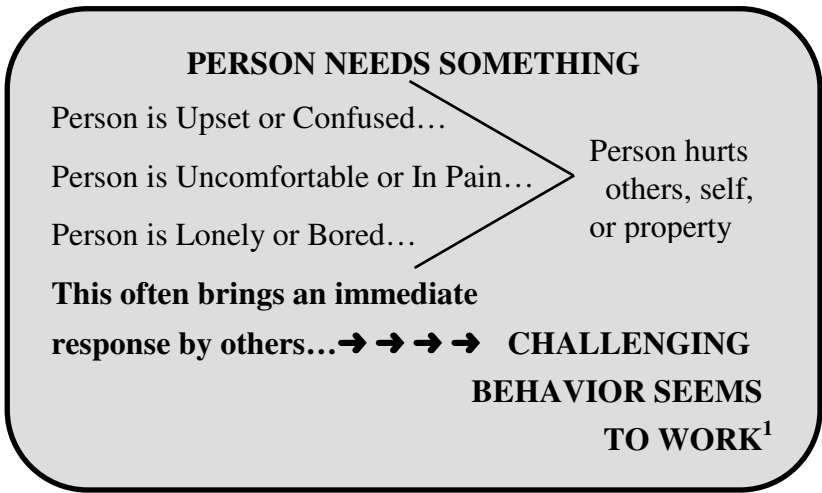 PERSON NEEDS SOMETHING
Person is Upset or Confused…
Person is Uncomfortable or In Pain…
Person is Lonely or Bored…
Person hurts
others, self,
or property
This often brings an immediate
response by others…➜ ➜ ➜ ➜ CHALLENGING
BEHAVIOR SEEMS
TO WORK¹